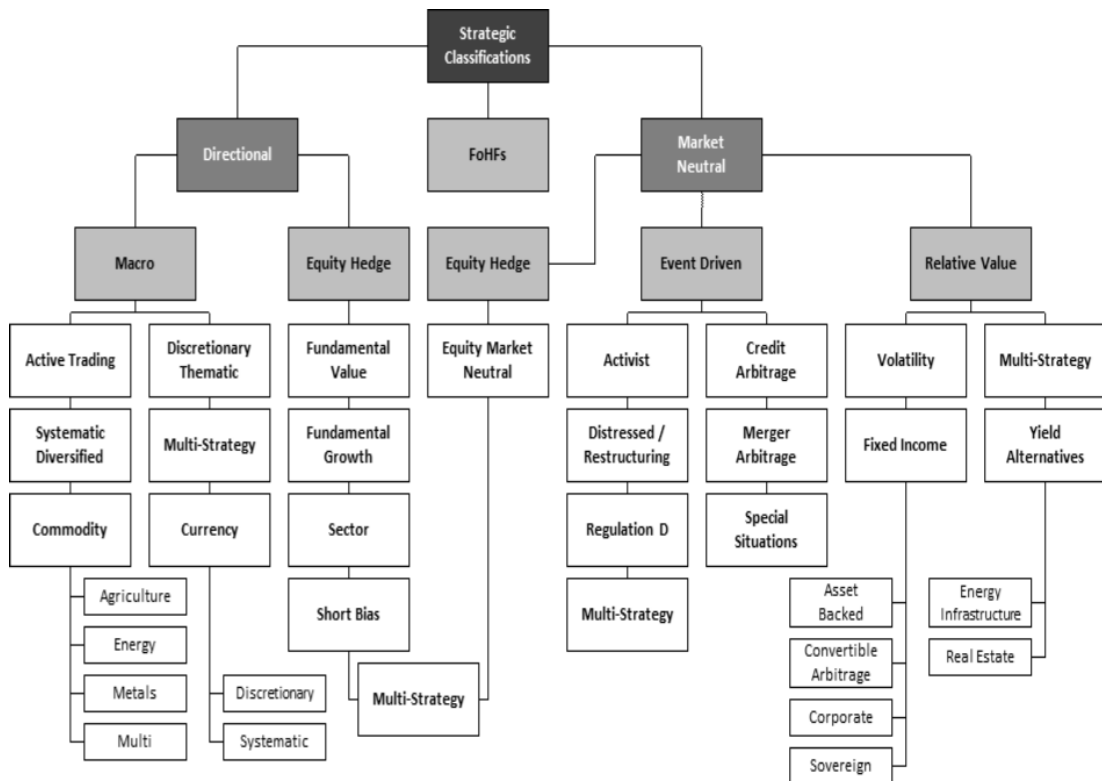 Strategic
Classifications
Directional
FoHFs
Market
Neutral
Macro
Equity Hedge
Equity Hedge
Event Driven
Relative Value
Active Trading
Discretionary
Thematic
Fundamental
Value
Equity Market
Neutral
Activist
Credit
Arbitrage
Volatility
Multi-Strategy
Systematic
Diversified
Multi-Strategy
Fundamental
Growth
Distressed /
Restructuring
Merger
Arbitrage
Fixed Income
Yield
Alternatives
Commodity
Currency
Sector
Regulation D
Special
Situations
Agriculture
Energy
Metals
Multi
Discretionary
Systematic
Short Bias
Multi-Strategy
Multi-Strategy
Asset
Backed
Convertible
Arbitrage
Corporate
Sovereign
Energy
Infrastructure
Real Estate